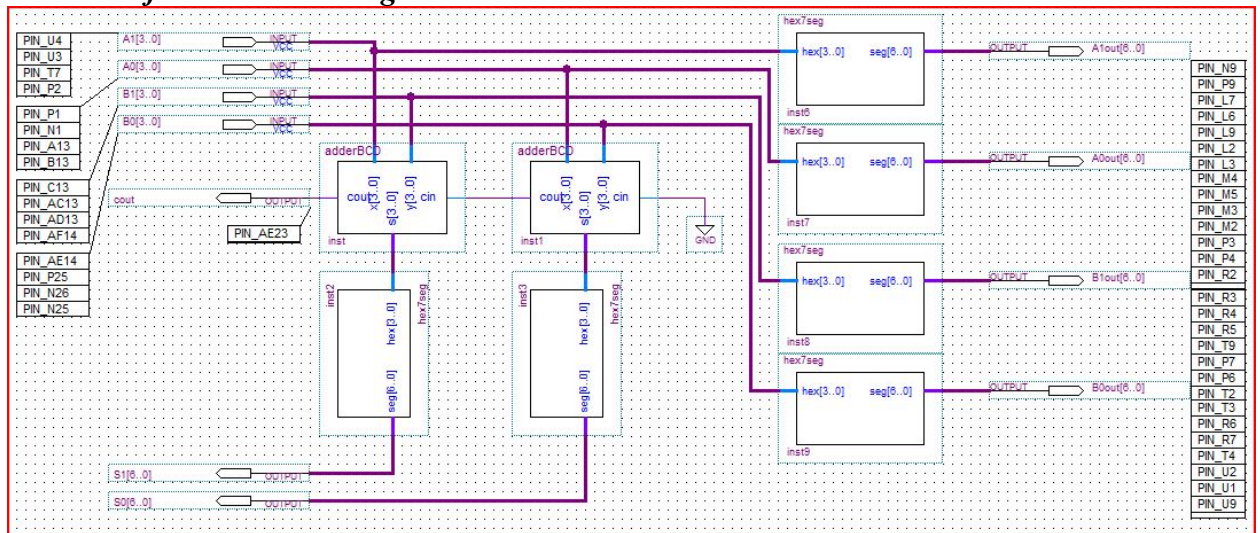 PIN_U4
PIN_U3
PIN_T7
PIN_P2
PIN_P1
PIN_N1
PIN_A13
PIN_B13
PIN_C13
PIN_AC13
PIN_AD13
PIN_AF14
PIN_AE14
PIN_P25
PIN_N26
PIN_N25
A1[3..0] INPUT VCC
A0[3..0] INPUT VCC
B1[3..0] INPUT VCC
B0[3..0] INPUT VCC
cout OUTPUT
PIN_AE23
adderBCD
cout x[3..0] s[3..0] y[3..0] cin
inst
adderBCD
cout x[3..0] s[3..0] y[3..0] cin
inst1
GND
inst2
hex[3..0]
seg[6..0]
hex7seg
inst3
hex[3..0]
seg[6..0]
hex7seg
S1[6..0] OUTPUT
S0[6..0] OUTPUT
hex7seg
hex[3..0] seg[6..0]
inst6
OUTPUT A1out[6..0]
hex7seg
hex[3..0] seg[6..0]
inst7
OUTPUT A0out[6..0]
hex7seg
hex[3..0] seg[6..0]
inst8
OUTPUT B1out[6..0]
hex7seg
hex[3..0] seg[6..0]
inst9
OUTPUT B0out[6..0]
PIN_N9
PIN_P9
PIN_L7
PIN_L6
PIN_L9
PIN_L2
PIN_L3
PIN_M4
PIN_M5
PIN_M3
PIN_M2
PIN_P3
PIN_P4
PIN_R2
PIN_R3
PIN_R4
PIN_R5
PIN_T9
PIN_P7
PIN_P6
PIN_T2
PIN_T3
PIN_R6
PIN_R7
PIN_T4
PIN_U2
PIN_U1
PIN_U9